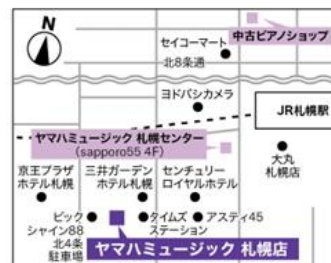 N
中古ピアノショップ
セイコーマート
北8条通
ヨドバシカメラ
JR札幌駅
ヤマハミュージック 札幌センター
(sapporo55 4F)
大丸
札幌店
京王プラザ
ホテル札幌
三井ガーデン
ホテル札幌
センチュリー
ロイヤルホテル
ビック
シャイン88
北4条
駐車場
タイムズ
ステーション
アスティ45
ヤマハミュージック 札幌店